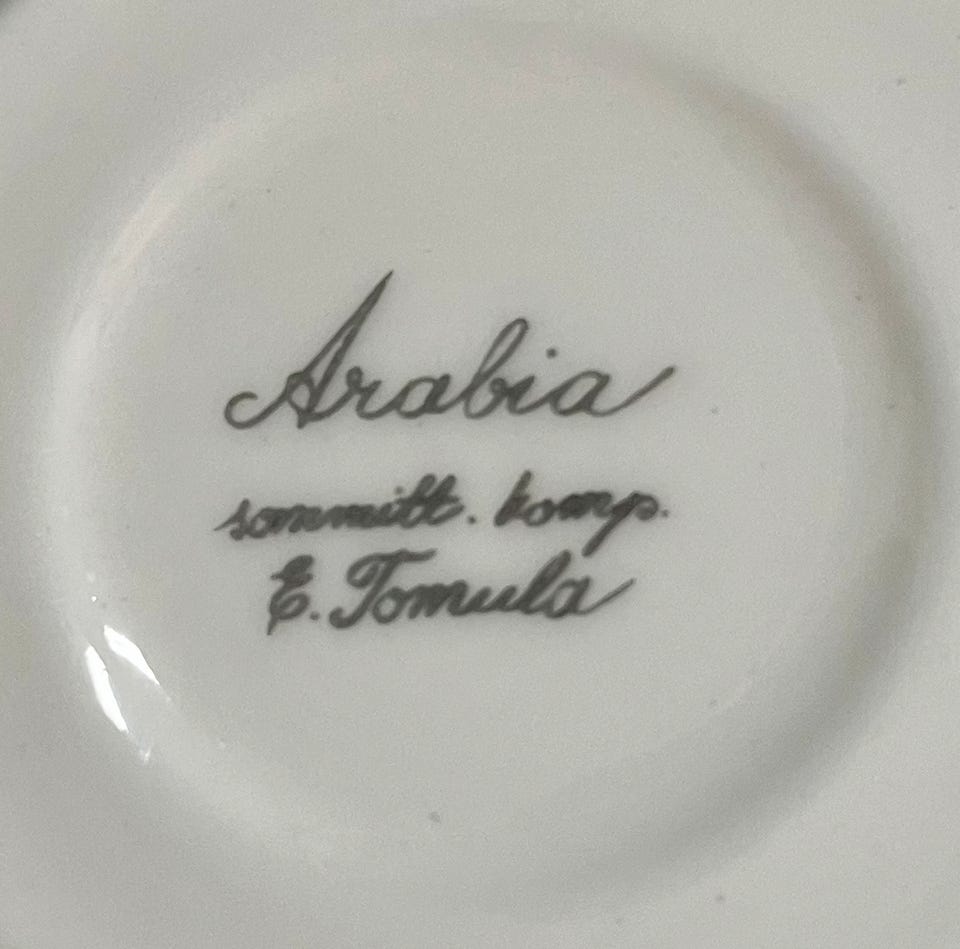 Arabia
sommitt. komp.
E. Tomula